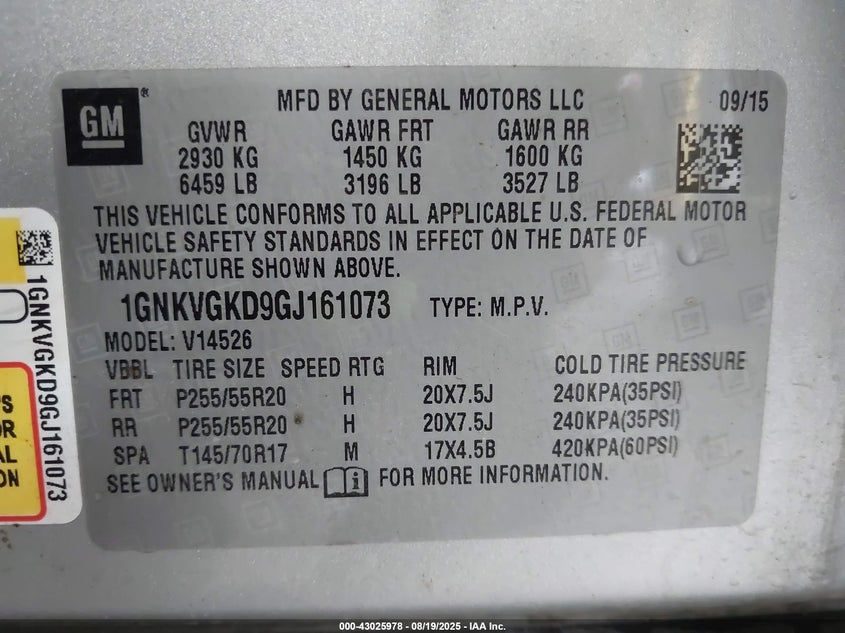 GM ®
MFD BY GENERAL MOTORS LLC 09/15
GVWR GAWR FRT GAWR RR
2930 KG 1450 KG 1600 KG
6459 LB 3196 LB 3527 LB
THIS VEHICLE CONFORMS TO ALL APPLICABLE U.S. FEDERAL MOTOR
VEHICLE SAFETY STANDARDS IN EFFECT ON THE DATE OF
MANUFACTURE SHOWN ABOVE.
1GNKVGKD9GJ161073 TYPE: M.P.V.
MODEL: V14526
VBBL TIRE SIZE SPEED RTG RIM COLD TIRE PRESSURE
FRT P255/55R20 H 20X7.5J 240KPA(35PSI)
RR P255/55R20 H 20X7.5J 240KPA(35PSI)
SPA T145/70R17 M 17X4.5B 420KPA(60PSI)
SEE OWNER'S MANUAL FOR MORE INFORMATION.
1GNKVGKD9GJ161073
PS
OR
AL
ON
000-43025978 - 08/19/2025 - IAA Inc.